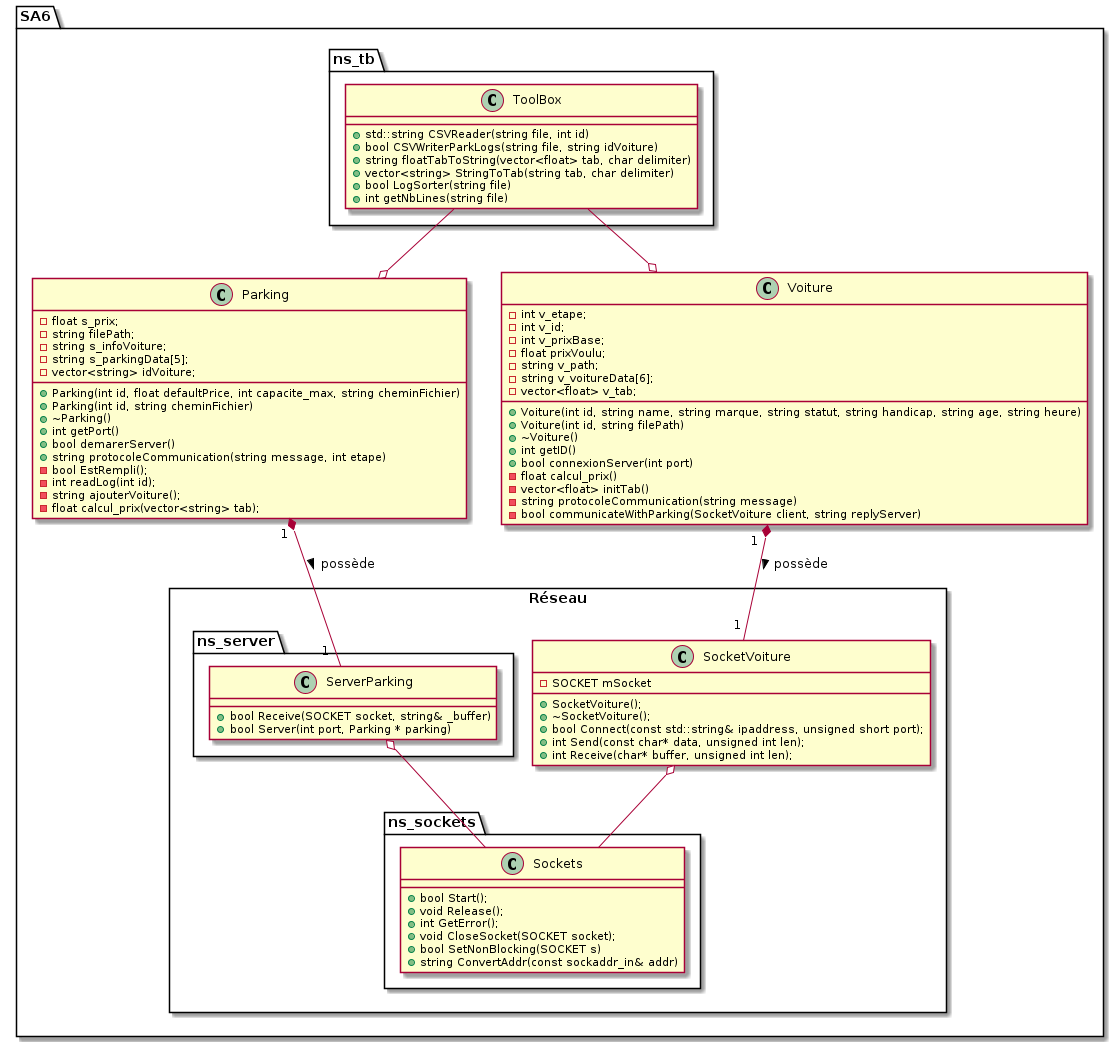 SA6
ns_tb
C ToolBox
std::string CSVReader(string file, int id)
bool CSVWriterParkLogs(string file, string idVoiture)
string floatTabToString(vector<float> tab, char delimiter)
vector<string> StringToTab(string tab, char delimiter)
bool LogSorter(string file)
int getNbLines(string file)
C Parking
float s_prix;
string filePath;
string s_infoVoiture;
string s_parkingData[5];
vector<string> idVoiture;
Parking(int id, float defaultPrice, int capacite_max, string cheminFichier)
Parking(int id, string cheminFichier)
~Parking()
int getPort()
bool demarerServer()
string protocoleCommunication(string message, int etape)
bool EstRempli();
int readLog(int id);
string ajouterVoiture();
float calcul_prix(vector<string> tab);
C Voiture
int v_etape;
int v_id;
int v_prixBase;
float prixVoulu;
string v_path;
string v_voitureData[6];
vector<float> v_tab;
Voiture(int id, string name, string marque, string statut, string handicap, string age, string heure)
Voiture(int id, string filePath)
~Voiture()
int getID()
bool connexionServer(int port)
float calcul_prix()
vector<float> initTab()
string protocoleCommunication(string message)
bool communicateWithParking(SocketVoiture client, string replyServer)
1
possède
1
1
possède
1
Réseau
ns_server
C ServerParking
bool Receive(SOCKET socket, string& _buffer)
bool Server(int port, Parking * parking)
C SocketVoiture
SOCKET mSocket
SocketVoiture();
~SocketVoiture();
bool Connect(const std::string& ipaddress, unsigned short port);
int Send(const char* data, unsigned int len);
int Receive(char* buffer, unsigned int len);
ns_sockets
C Sockets
bool Start();
void Release();
int GetError();
void CloseSocket(SOCKET socket);
bool SetNonBlocking(SOCKET s)
string ConvertAddr(const sockaddr_in& addr)